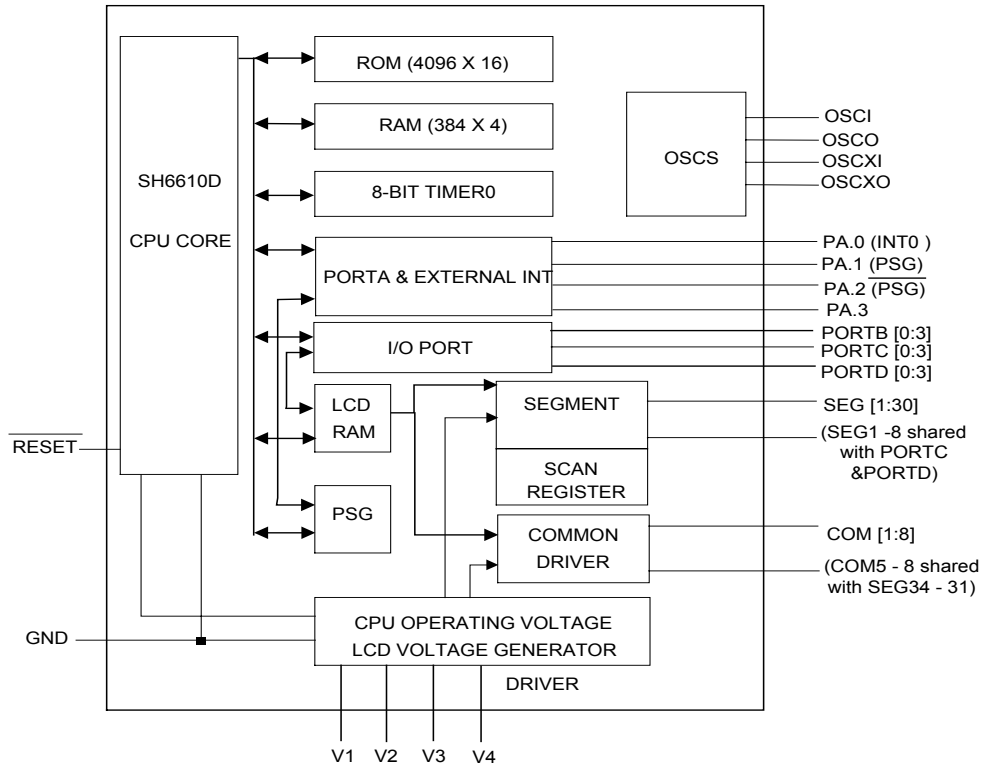 ROM (4096 X 16)
RAM (384 X 4)
8-BIT TIMER0
SH6610D
CPU CORE
OSCS
OSCI
OSCO
OSCXI
OSCXO
PORTA & EXTERNAL INT
PA.0 (INT0 )
PA.1 (PSG)
PA.2 (PSG)
PA.3
I/O PORT
PORTB [0:3]
PORTC [0:3]
PORTD [0:3]
LCD
RAM
SEGMENT
SCAN
REGISTER
SEG [1:30]
(SEG1 -8 shared
with PORTC
&PORTD)
RESET
PSG
COMMON
DRIVER
COM [1:8]
(COM5 - 8 shared
with SEG34 - 31)
GND
CPU OPERATING VOLTAGE
LCD VOLTAGE GENERATOR
DRIVER
V1
V2
V3
V4